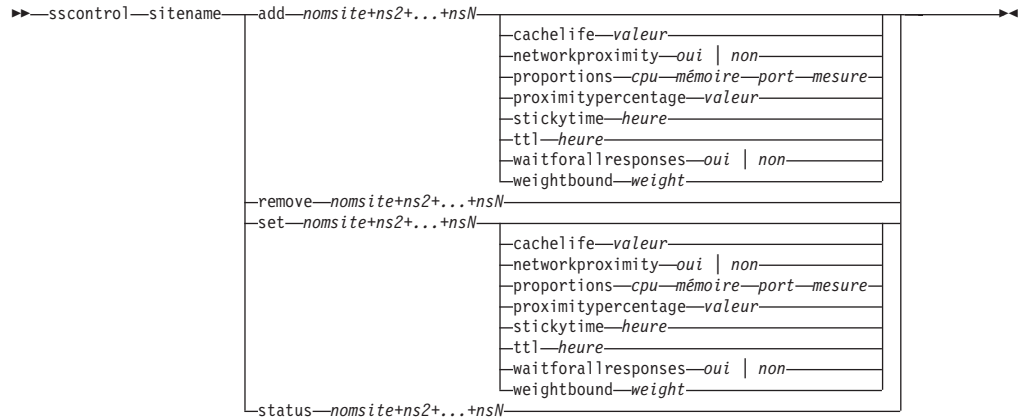 sscontrol sitename add nomsite+ns2+...+nsN
cachelife valeur
networkproximity oui | non
proportions cpu mémoire port mesure
proximitypercentage valeur
stickytime heure
ttl heure
waitforallresponses oui | non
weightbound weight
remove nomsite+ns2+...+nsN
set nomsite+ns2+...+nsN
cachelife valeur
networkproximity oui | non
proportions cpu mémoire port mesure
proximitypercentage valeur
stickytime heure
ttl heure
waitforallresponses oui | non
weightbound weight
status nomsite+ns2+...+nsN